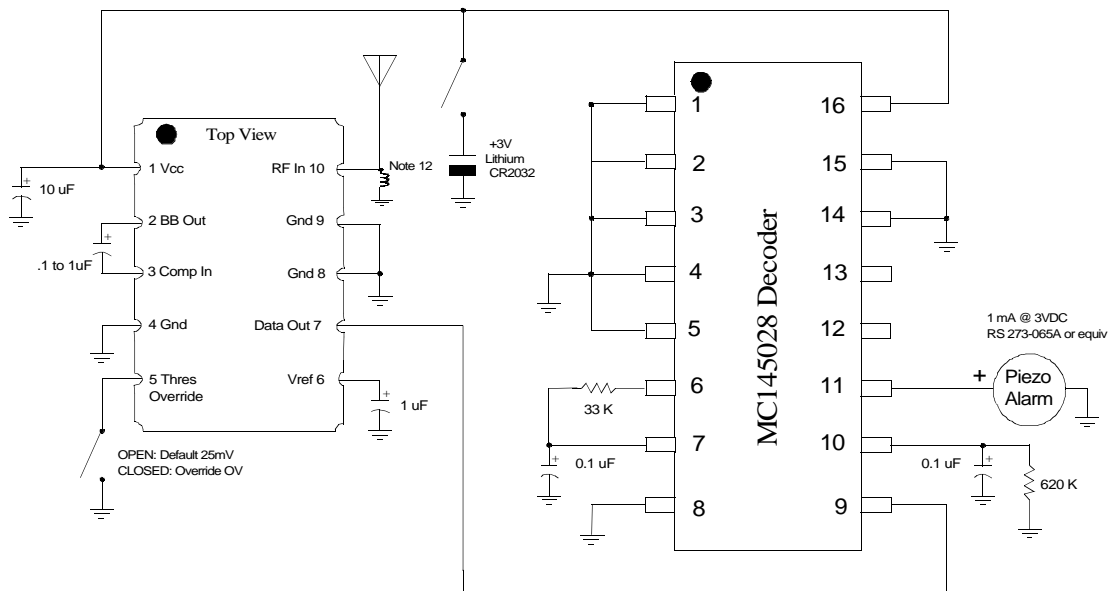 Top View
1 Vcc
RF In 10
Note 12
+3V
Lithium
CR2032
+
10 uF
2 BB Out
Gnd 9
+
.1 to 1uF
3 Comp In
Gnd 8
4 Gnd
Data Out 7
5 Thres
Override
Vref 6
+
1 uF
OPEN: Default 25mV
CLOSED: Override OV
MC145028 Decoder
1
2
3
4
5
6
7
8
16
15
14
13
12
11
10
9
33 K
+
0.1 uF
1 mA @ 3VDC
RS 273-065A or equiv
+
Piezo
Alarm
0.1 uF
+
620 K